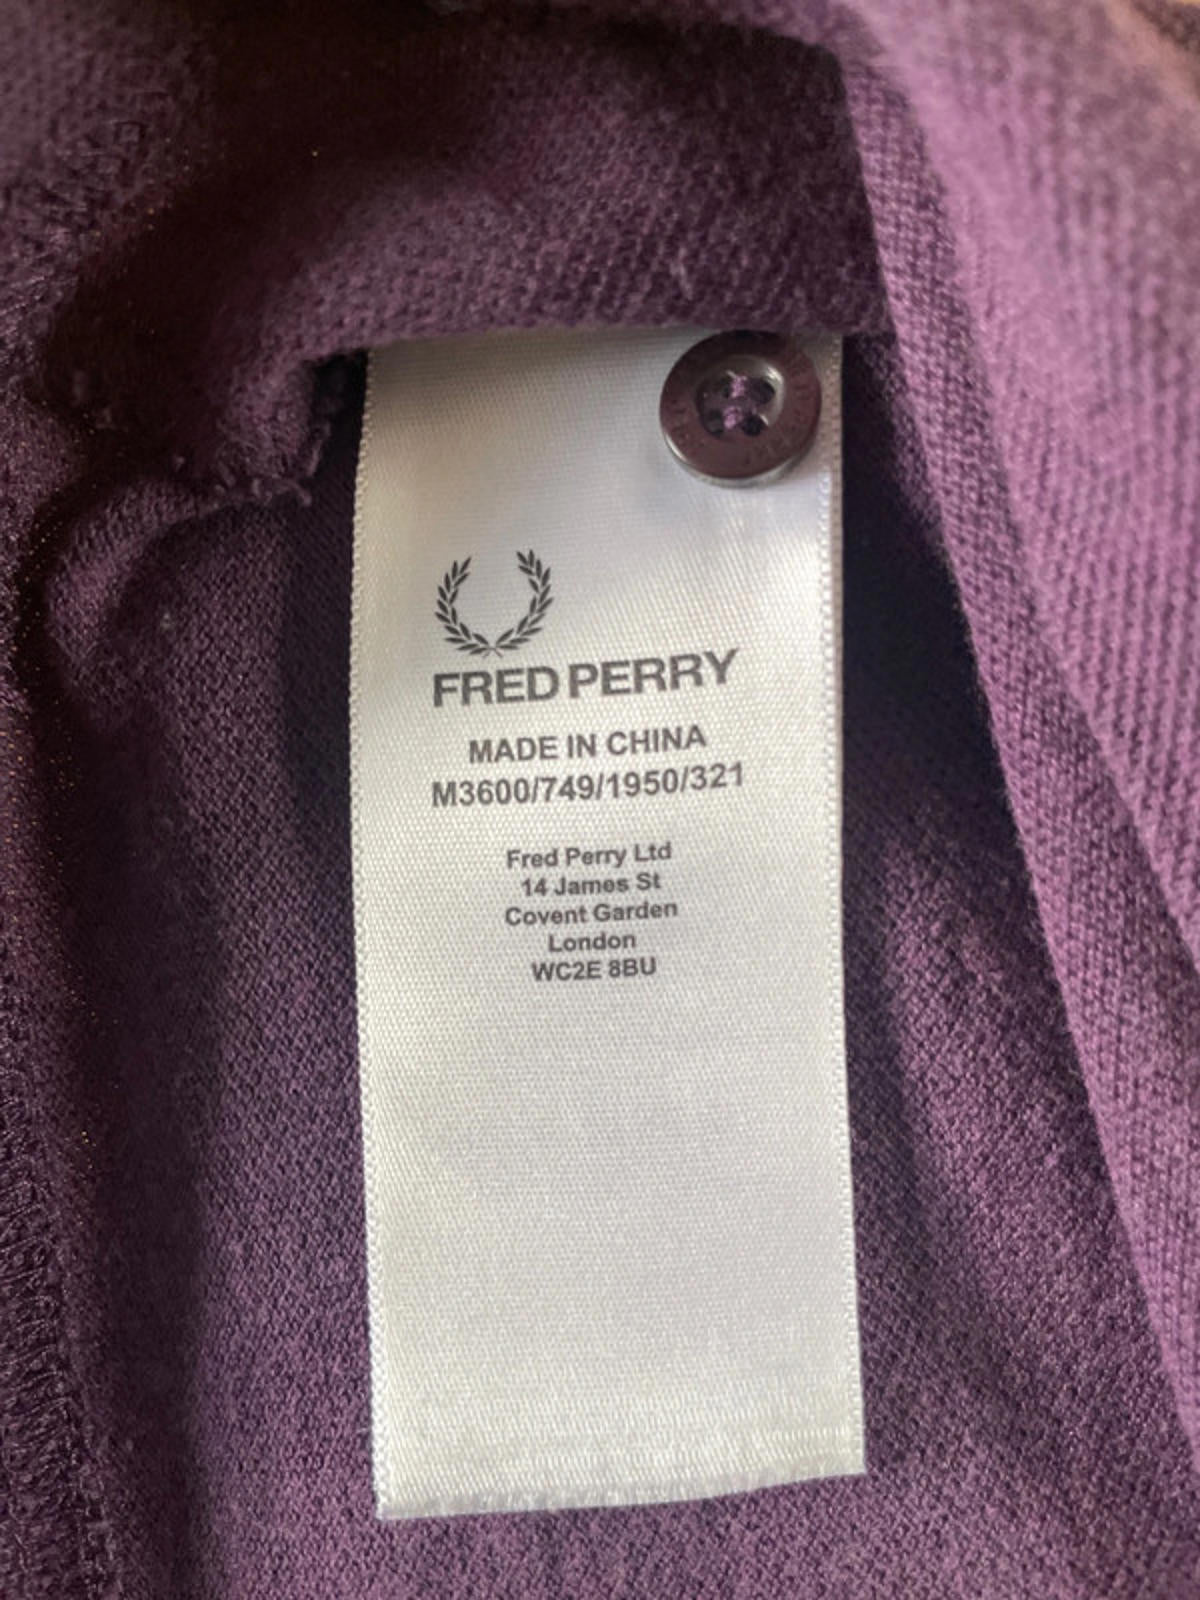 FRED PERRY
MADE IN CHINA
M3600/749/1950/321
Fred Perry Ltd
14 James St
Covent Garden
London
WC2E 8BU